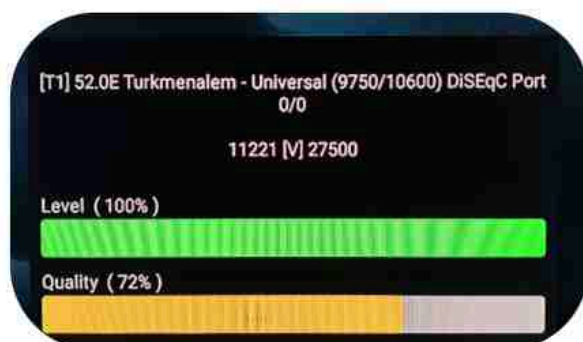 [T1] 52.0E Turkmenalem - Universal (9750/10600) DiSEqC Port
0/0
11221 [V] 27500
Level ( 100% )
Quality ( 72% )